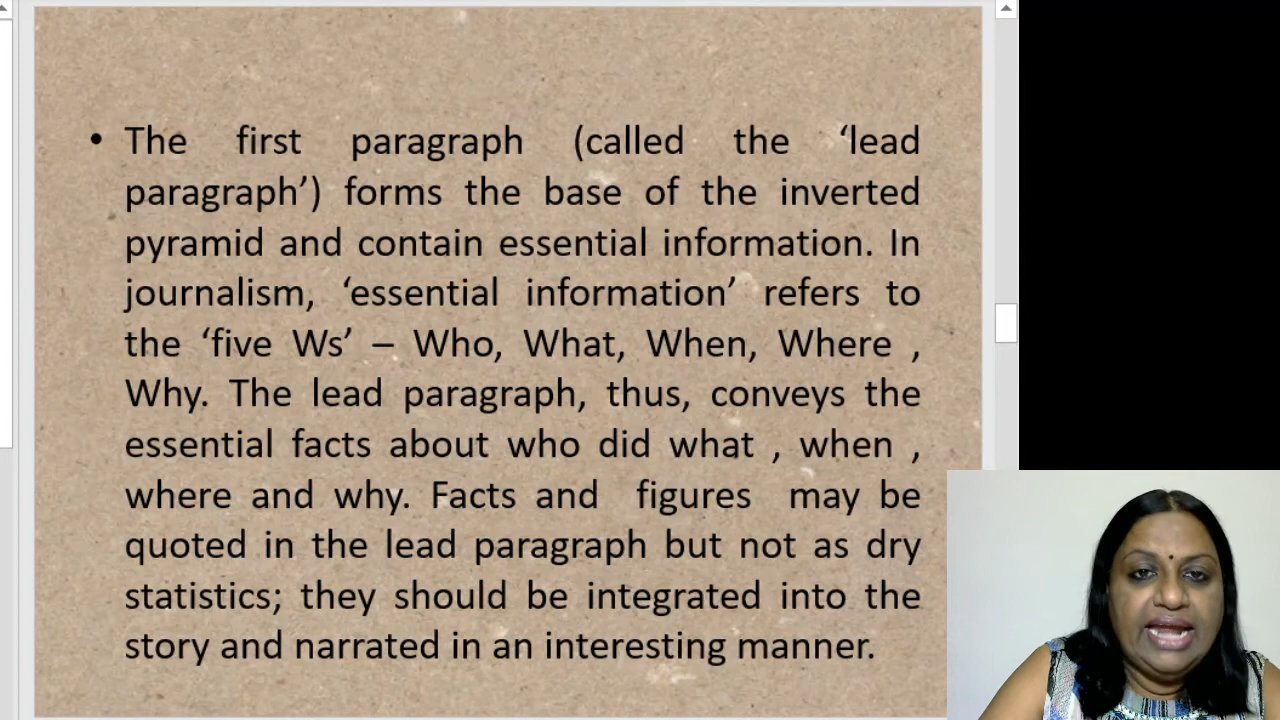 • The first paragraph (called the ‘lead
paragraph’) forms the base of the inverted
pyramid and contain essential information. In
journalism, ‘essential information’ refers to
the ‘five Ws’ – Who, What, When, Where ,
Why. The lead paragraph, thus, conveys the
essential facts about who did what , when ,
where and why. Facts and figures may be
quoted in the lead paragraph but not as dry
statistics; they should be integrated into the
story and narrated in an interesting manner.